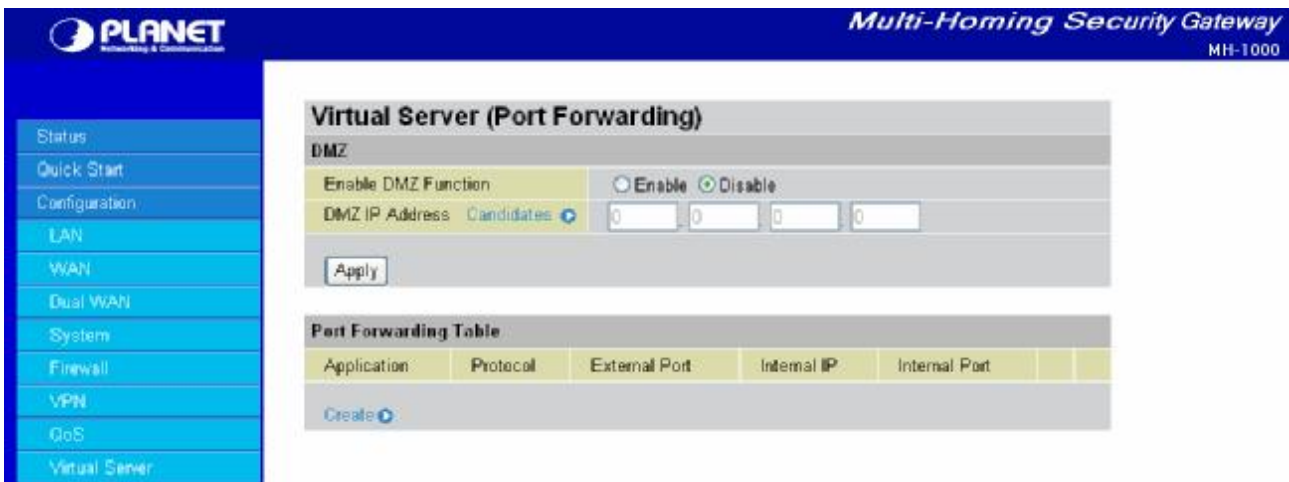 PLANET
Networking & Communication
Multi-Homing Security Gateway
MH-1000
Status
Quick Start
Configuration
LAN
WAN
Dual WAN
System
Firewall
VPN
QoS
Virtual Server
Virtual Server (Port Forwarding)
DMZ
Enable DMZ Function Enable Disable
DMZ IP Address Candidates 0 . 0 . 0 . 0
Apply
Port Forwarding Table
Application Protocol External Port Internal IP Internal Port
Create